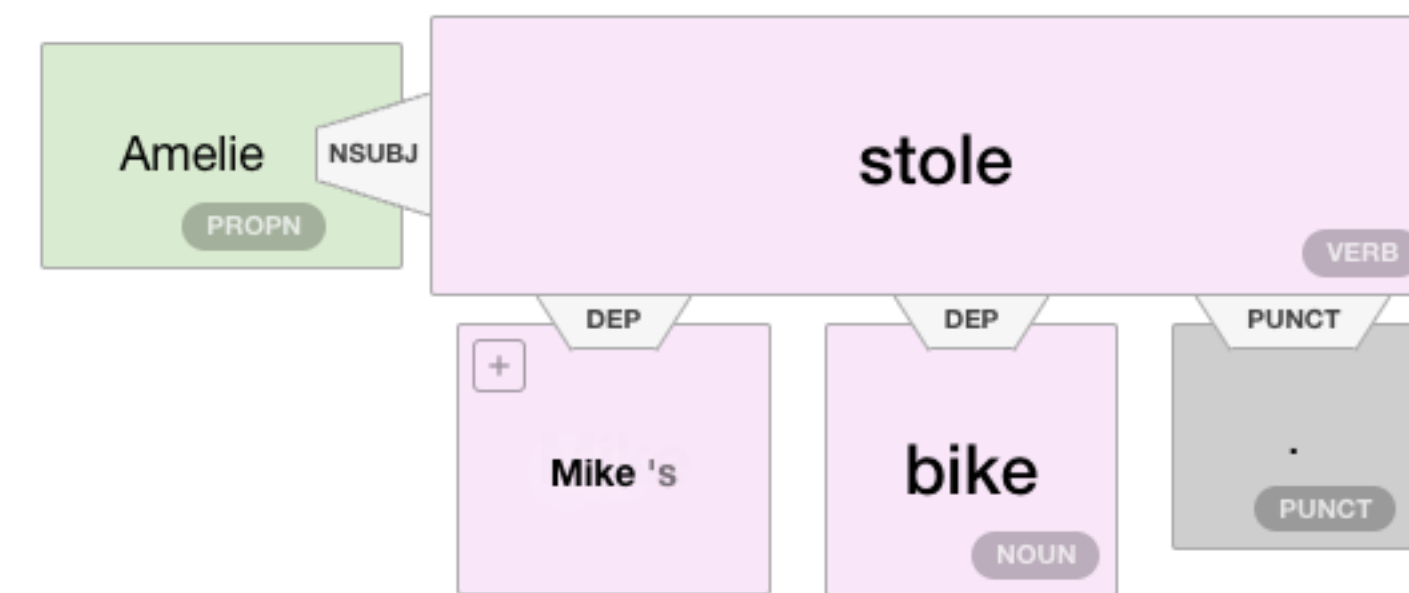 Amelie
NSUBJ
stole
PROPN
VERB
DEP
DEP
PUNCT
+
Mike 's
bike
.
PUNCT
NOUN